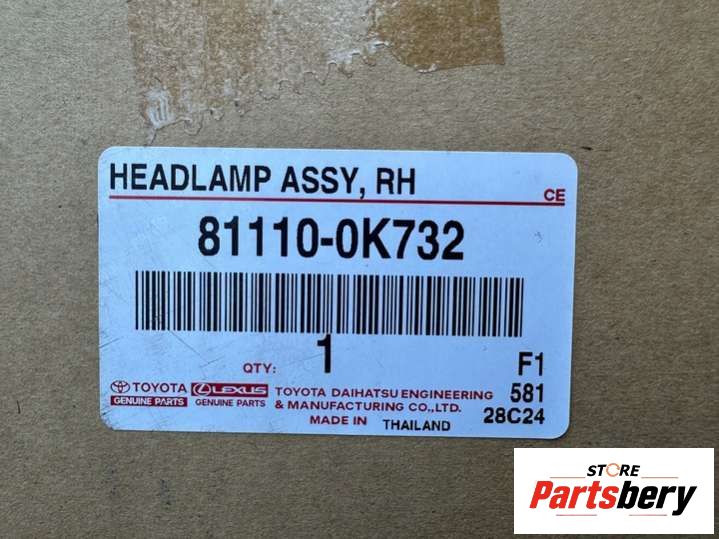 HEADLAMP ASSY, RH
CE
81110-0K732
QTY: 1
F1
TOYOTA
GENUINE PARTS
LEXUS
GENUINE PARTS
TOYOTA DAIHATSU ENGINEERING
& MANUFACTURING CO.,LTD.
MADE IN THAILAND
581
28C24
STORE
Partsbery